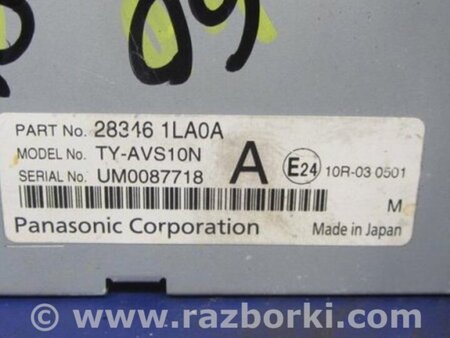 PART No. 28346 1LA0A
MODEL No. TY-AVS10N
SERIAL No. UM0087718
A
E24 10R-03 0501
M
Panasonic Corporation
Made in Japan
www.razborki.com